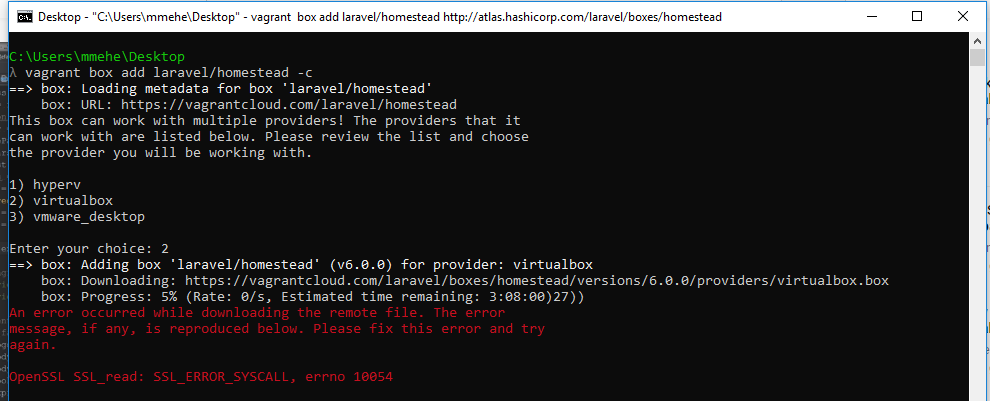 Desktop - "C:\Users\mmehe\Desktop" - vagrant  box add laravel/homestead http://atlas.hashicorp.com/laravel/boxes/homestead
C:\Users\mmehe\Desktop
λ vagrant box add laravel/homestead -c
==> box: Loading metadata for box 'laravel/homestead'
    box: URL: https://vagrantcloud.com/laravel/homestead
This box can work with multiple providers! The providers that it
can work with are listed below. Please review the list and choose
the provider you will be working with.
1) hyperv
2) virtualbox
3) vmware_desktop
Enter your choice: 2
==> box: Adding box 'laravel/homestead' (v6.0.0) for provider: virtualbox
    box: Downloading: https://vagrantcloud.com/laravel/boxes/homestead/versions/6.0.0/providers/virtualbox.box
    box: Progress: 5% (Rate: 0/s, Estimated time remaining: 3:08:00)27))
An error occurred while downloading the remote file. The error
message, if any, is reproduced below. Please fix this error and try
again.
OpenSSL SSL_read: SSL_ERROR_SYSCALL, errno 10054